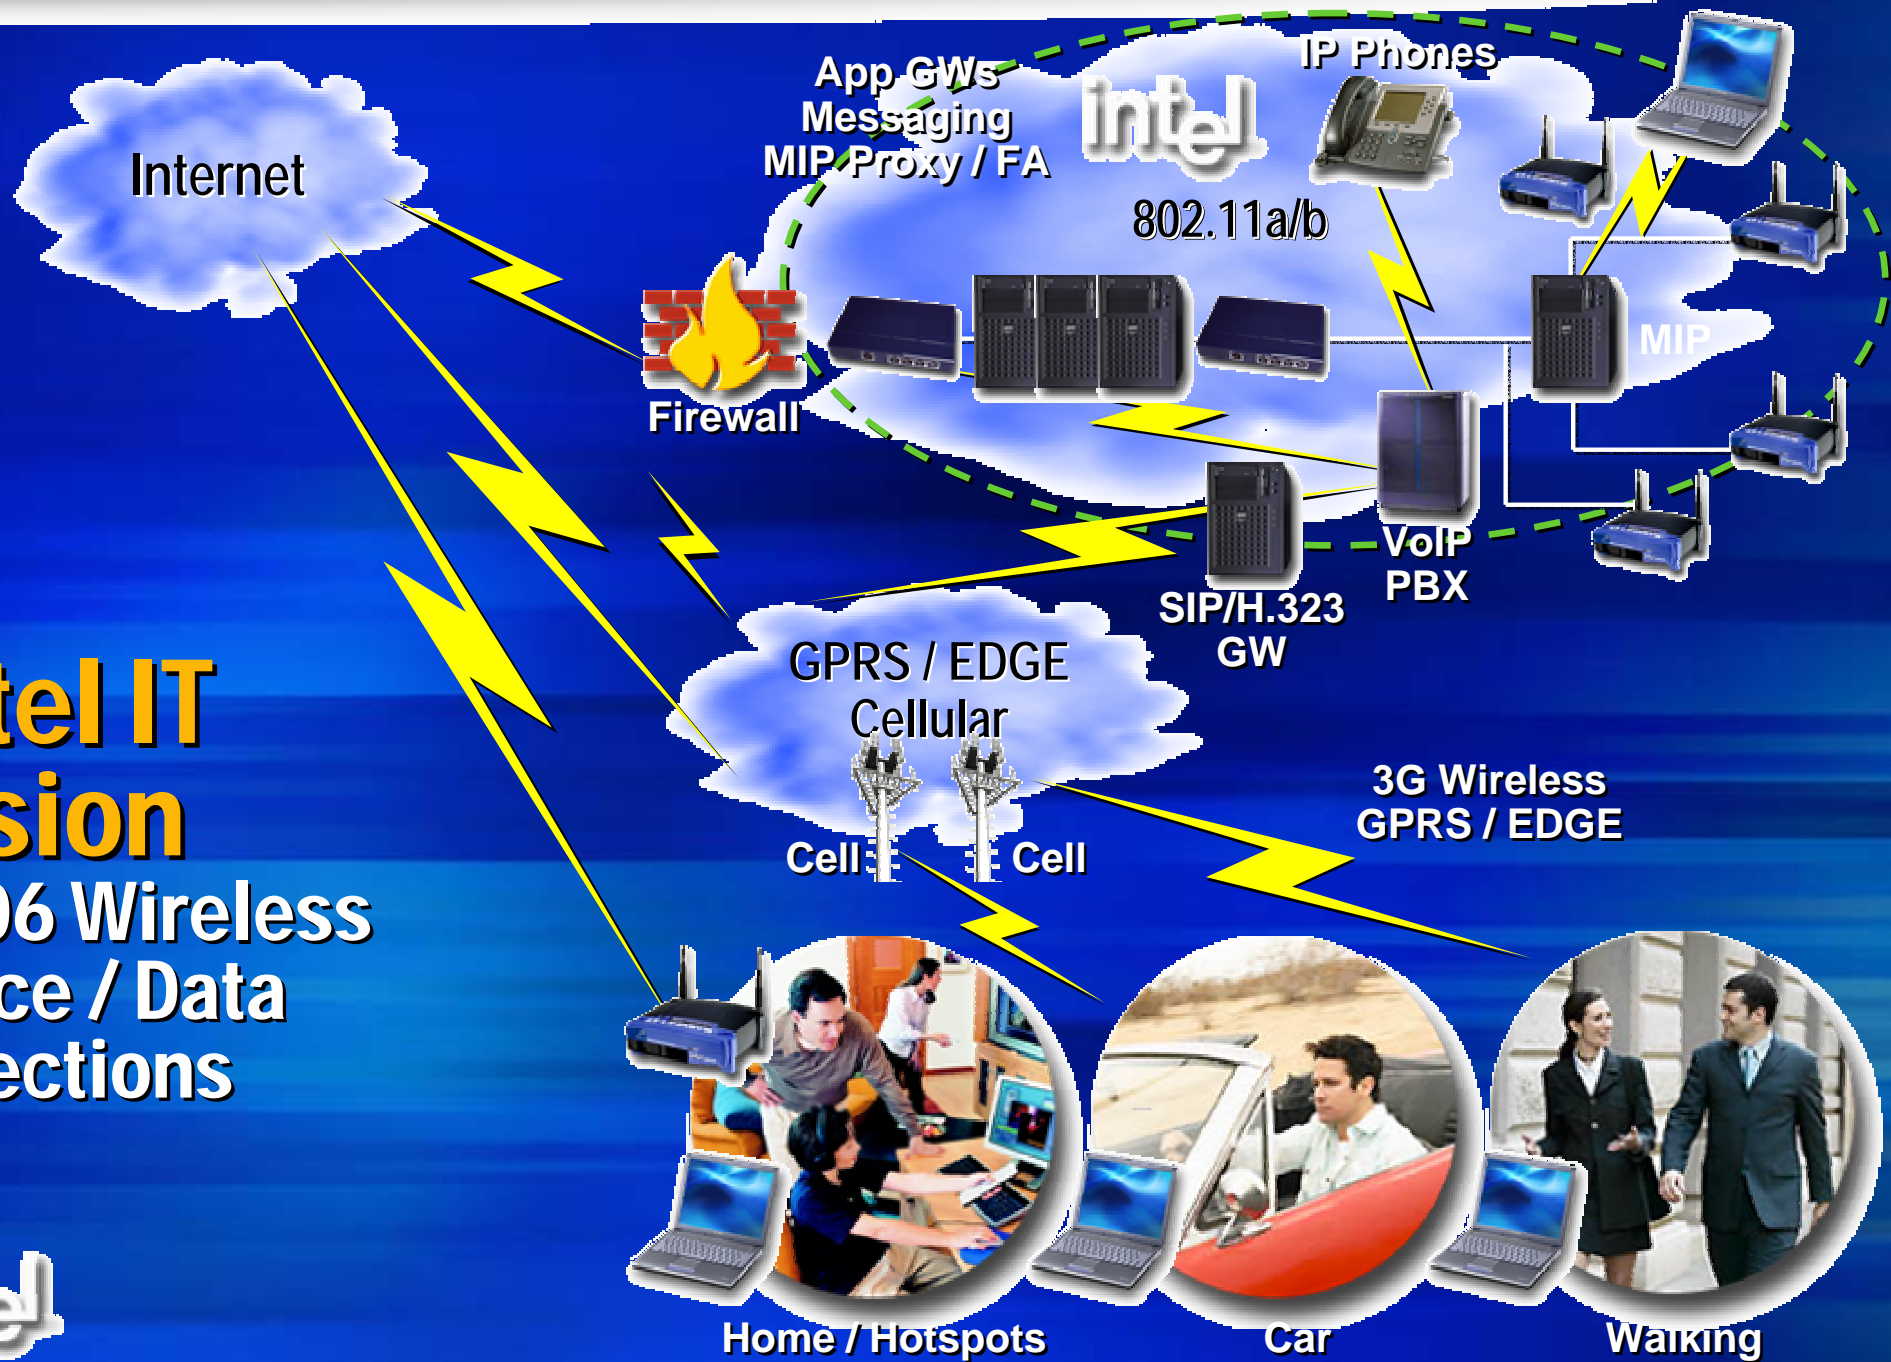 Internet
App GWs
Messaging
MIP Proxy / FA
intel
IP Phones
802.11a/b
MIP
Firewall
VoIP
PBX
SIP/H.323
GW
GPRS / EDGE
Cellular
Cell
Cell
3G Wireless
GPRS / EDGE
tel IT
sion
06 Wireless
ce / Data
ections
el
Home / Hotspots
Car
Walking